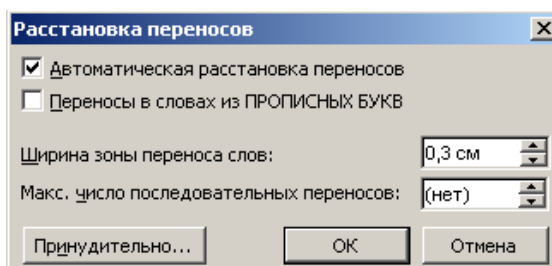 Расстановка переносов
Автоматическая расстановка переносов
Переносы в словах из ПРОПИСНЫХ БУКВ
Ширина зоны переноса слов: 0,3 см
Макс. число последовательных переносов: (нет)
Принудительно... ОК Отмена